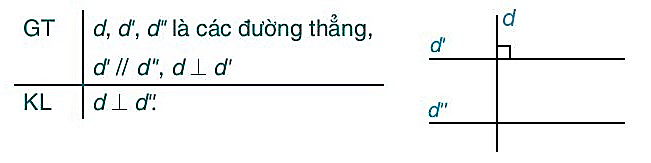 GT d, d', d" là các đường thẳng,
d' // d", d ⊥ d'
KL d ⊥ d".
d
d'
d"